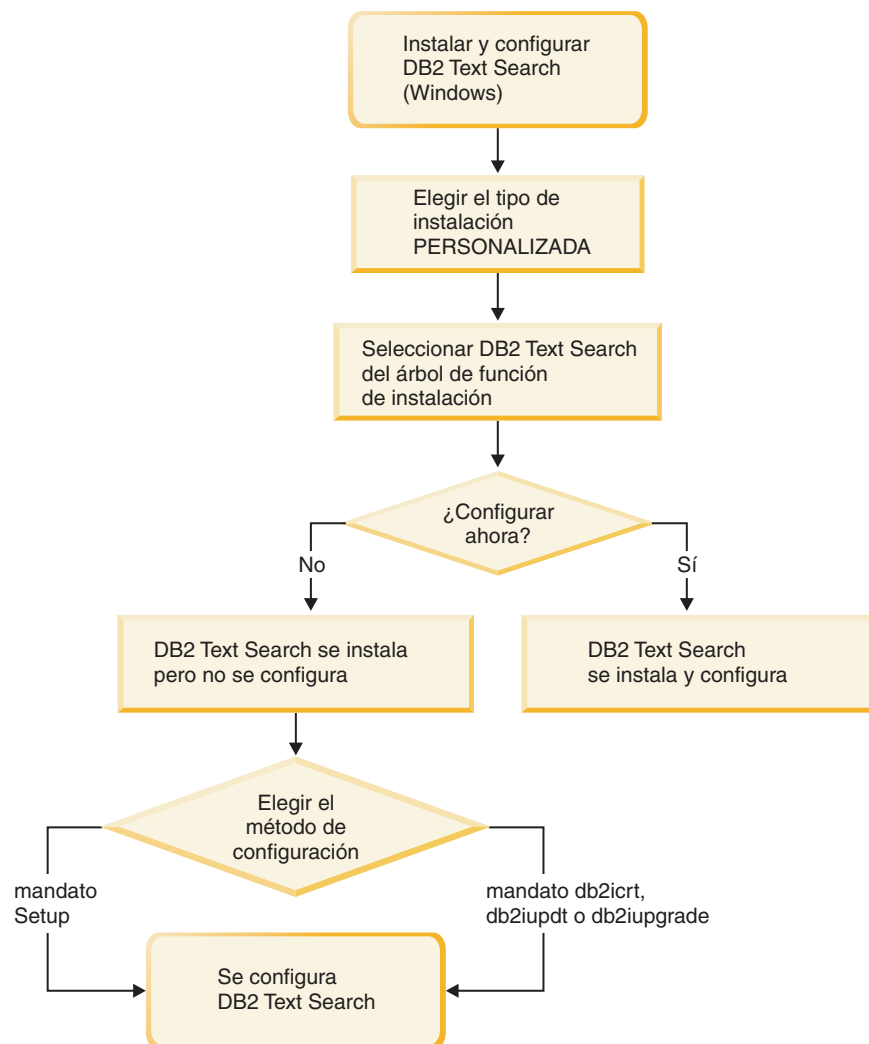 Instalar y configurar
DB2 Text Search
(Windows)
Elegir el tipo de
instalación
PERSONALIZADA
Seleccionar DB2 Text Search
del árbol de función
de instalación
¿Configurar
ahora?
No
Sí
DB2 Text Search se instala
pero no se configura
DB2 Text Search
se instala y configura
Elegir el
método de
configuración
mandato
Setup
mandato db2icrt,
db2iupdt o db2iupgrade
Se configura
DB2 Text Search